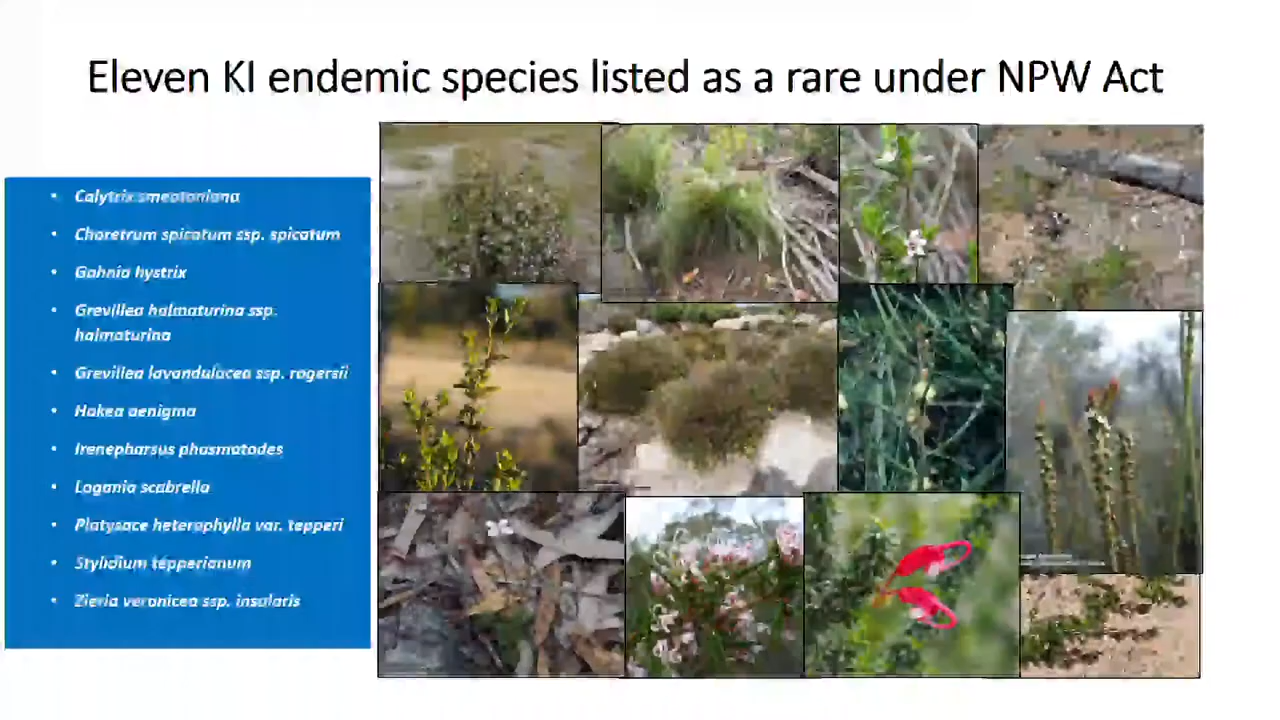 Eleven KI endemic species listed as a rare under NPW Act
• Calytrix smeatoniana
• Choretrum spicatum ssp. spicatum
• Gahnia hystrix
• Grevillea halmaturina ssp.
halmaturina
• Grevillea lavandulacea ssp. rogersii
• Hakea aenigma
• Irenepharsus phasmatodes
• Logania scabrella
• Platysace heterophylla var. tepperi
• Stylidium tepperianum
• Zieria veronicea ssp. insularis